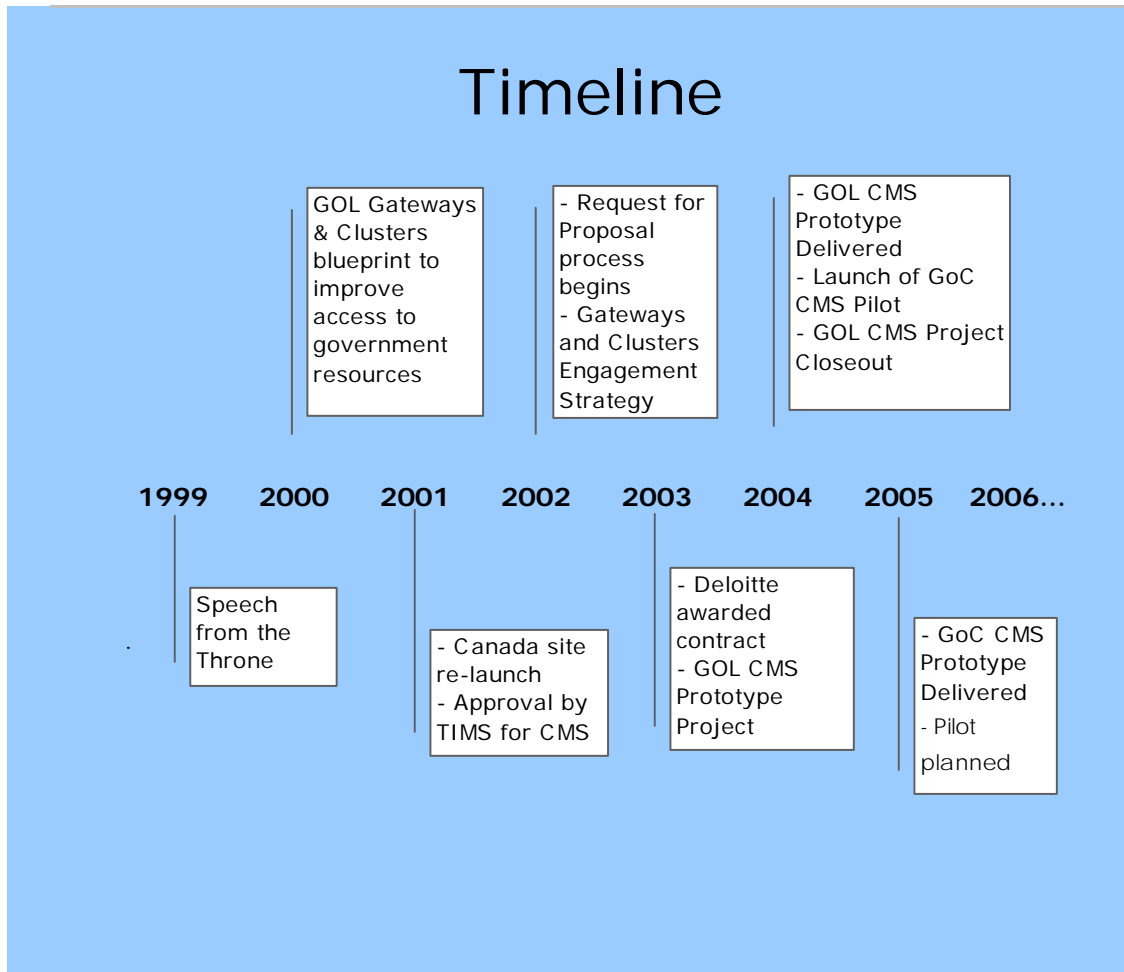 Timeline
GOL Gateways
& Clusters
blueprint to
improve
access to
government
resources
- Request for
Proposal
process
begins
- Gateways
and Clusters
Engagement
Strategy
- GOL CMS
Prototype
Delivered
- Launch of GoC
CMS Pilot
- GOL CMS Project
Closeout
1999 2000 2001 2002 2003 2004 2005 2006...
Speech
from the
Throne
.
- Canada site
re-launch
- Approval by
TIMS for CMS
- Deloitte
awarded
contract
- GOL CMS
Prototype
Project
- GoC CMS
Prototype
Delivered
- Pilot
planned